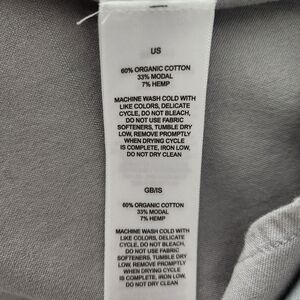 US
60% ORGANIC COTTON
33% MODAL
7% HEMP
MACHINE WASH COLD WITH
LIKE COLORS, DELICATE
CYCLE, DO NOT BLEACH,
DO NOT USE FABRIC
SOFTENERS, TUMBLE DRY
LOW, REMOVE PROMPTLY
WHEN DRYING CYCLE
IS COMPLETE, IRON LOW,
DO NOT DRY CLEAN
GB/IS
60% ORGANIC COTTON
33% MODAL
7% HEMP
MACHINE WASH COLD WITH
LIKE COLORS, DELICATE
CYCLE, DO NOT BLEACH,
DO NOT USE FABRIC
SOFTENERS, TUMBLE DRY
LOW, REMOVE PROMPTLY
WHEN DRYING CYCLE
IS COMPLETE, IRON LOW,
DO NOT DRY CLEAN